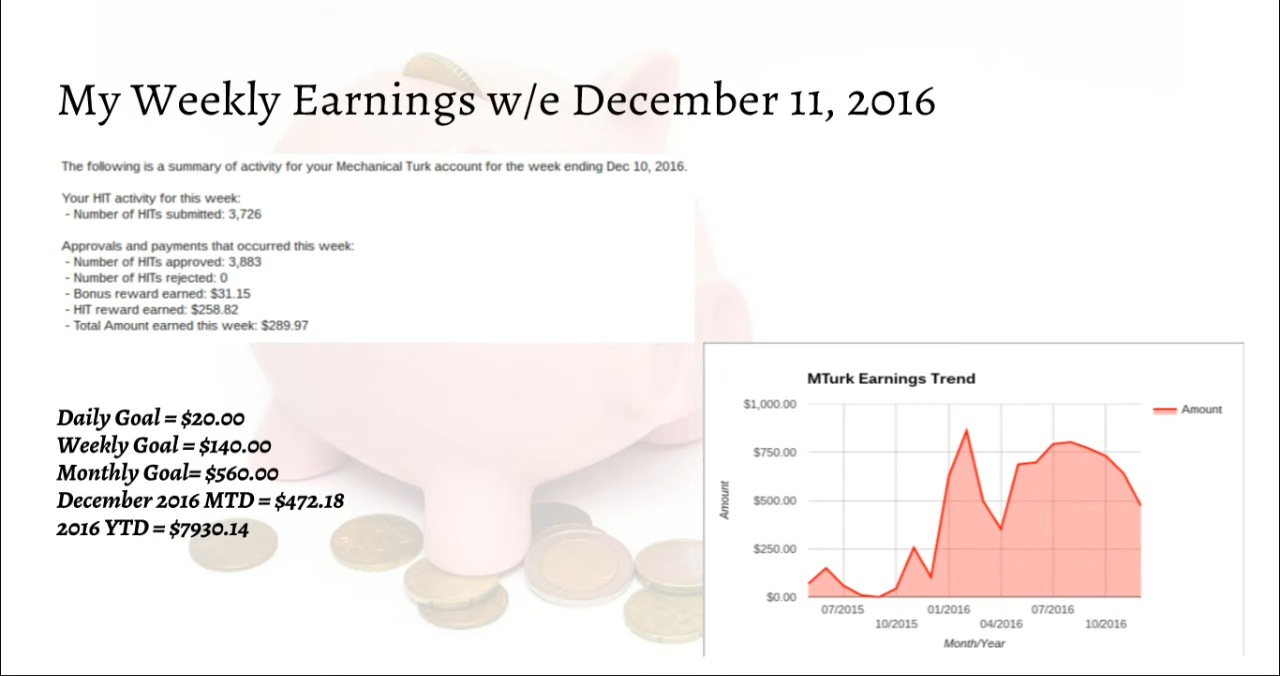 My Weekly Earnings w/e December 11, 2016
The following is a summary of activity for your Mechanical Turk account for the week ending Dec 10, 2016.
Your HIT activity for this week:
- Number of HITs submitted: 3,726
Approvals and payments that occurred this week:
- Number of HITs approved: 3,883
- Number of HITs rejected: 0
- Bonus reward earned: $31.15
- HIT reward earned: $258.82
- Total Amount earned this week: $289.97
Daily Goal = $20.00
Weekly Goal = $140.00
Monthly Goal= $560.00
December 2016 MTD = $472.18
2016 YTD = $7930.14
MTurk Earnings Trend
$1,000.00
$750.00
$500.00
$250.00
$0.00
Amount
Amount
07/2015
10/2015
01/2016
04/2016
07/2016
10/2016
Month/Year